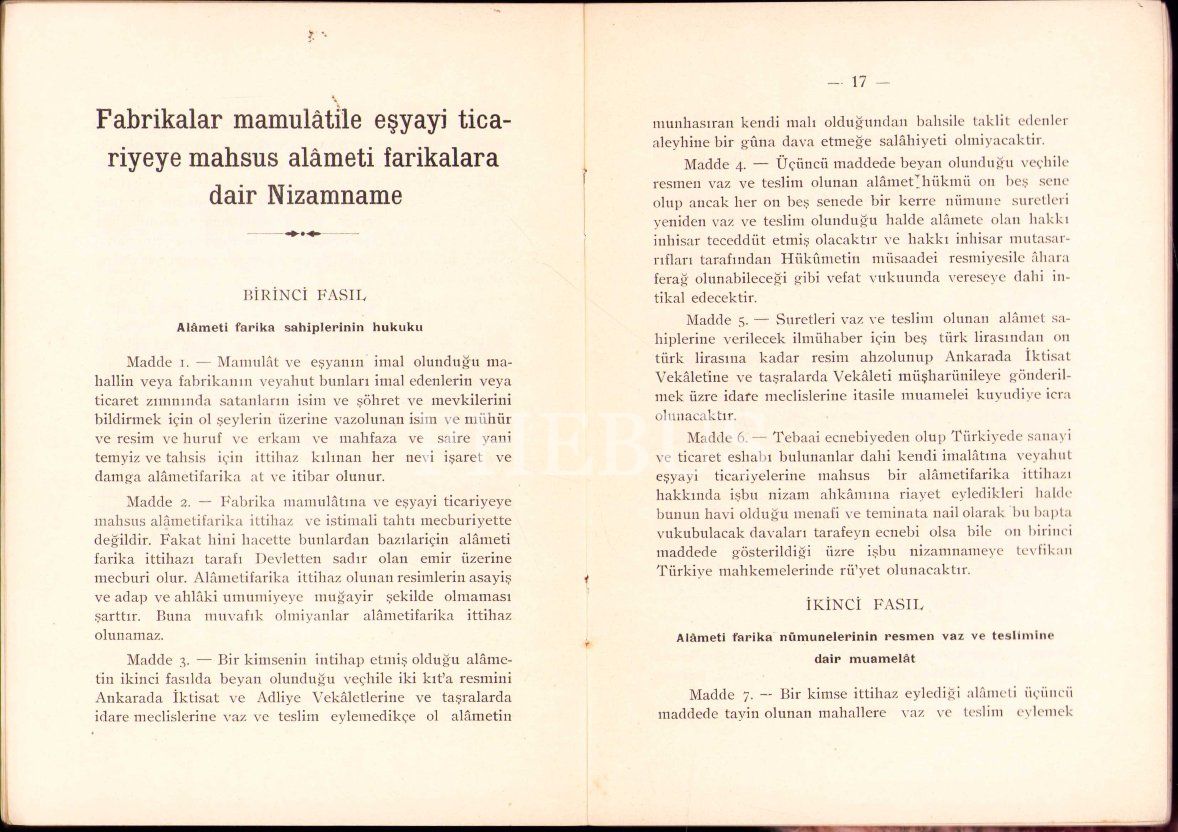 Fabrikalar mamulâtile eşyayi tica-
riyeye mahsus alâmeti farikalara
dair Nizamname
BİRİNCİ FASIL
Alâmeti farika sahiplerinin hukuku
Madde 1. — Mamulât ve eşyanın imal olunduğu ma-
hallin veya fabrikanın veyahut bunları imal edenlerin veya
ticaret zımnında satanların isim ve şöhret ve mevkilerini
bildirmek için ol şeylerin üzerine vazolunan isim ve mühür
ve resim ve huruf ve erkam ve mahfaza ve saire yani
temyiz ve tahsis için ittihaz kılınan her nevi işaret ve
damga alâmetifarika at ve itibar olunur.
Madde 2. — Fabrika mamulâtına ve eşyayi ticariyeye
mahsus alâmetifarika ittihaz ve istimali tahtı mecburiyette
değildir. Fakat hini hacette bunlardan bazılariçin alâmeti
farika ittihazı tarafı Devletten sadır olan emir üzerine
mecburi olur. Alâmetifarika ittihaz olunan resimlerin asayiş
ve adap ve ahlâki umumiyeye muğayir şekilde olmaması
şarttır. Buna muvafık olmiyanlar alâmetifarika ittihaz
olunamaz.
Madde 3. — Bir kimsenin intihap etmiş olduğu alâme-
tin ikinci fasılda beyan olunduğu veçhile iki kıt'a resmini
Ankarada İktisat ve Adliye Vekâletlerine ve taşralarda
idare meclislerine vaz ve teslim eylemedikçe ol alâmetin
— 17 —
munhasıran kendi malı olduğundan bahsile taklit edenler
aleyhine bir gûna dava etmeğe salâhiyeti olmiyacaktır.
Madde 4. — Üçüncü maddede beyan olunduğu veçhile
resmen vaz ve teslim olunan alâmet hükmü on beş sene
olup ancak her on beş senede bir kerre nümune suretleri
yeniden vaz ve teslim olunduğu halde alâmete olan hakkı
inhisar teceddüt etmiş olacaktır ve hakkı inhisar mutasar-
rıfları tarafından Hükûmetin müsaadei resmiyesile âhara
ferağ olunabileceği gibi vefat vukuunda vereseye dahi in-
tikal edecektir.
Madde 5. — Suretleri vaz ve teslim olunan alâmet sa-
hiplerine verilecek ilmühaber için beş türk lirasından on
türk lirasına kadar resim ahzolunup Ankarada İktisat
Vekâletine ve taşralarda Vekâleti müşharünileye gönderil-
mek üzre idare meclislerine itasile muamelei kuyudiye icra
olunacaktır.
Madde 6. — Tebaai ecnebiyeden olup Türkiyede sanayi
ve ticaret eshabı bulunanlar dahi kendi imalâtına veyahut
eşyayi ticariyelerine mahsus bir alâmetifarika ittihazı
hakkında işbu nizam ahkâmına riayet eyledikleri halde
bunun havi olduğu menafi ve teminata nail olarak bu bapta
vukubulacak davaları tarafeyn ecnebi olsa bile on birinci
maddede gösterildiği üzre işbu nizamnameye tevfikan
Türkiye mahkemelerinde rü'yet olunacaktır.
İKİNCİ FASIL
Alâmeti farika nümunelerinin resmen vaz ve teslimine
dair muamelât
Madde 7. — Bir kimse ittihaz eylediği alâmeti üçüncü
maddede tayin olunan mahallere vaz ve teslim eylemek